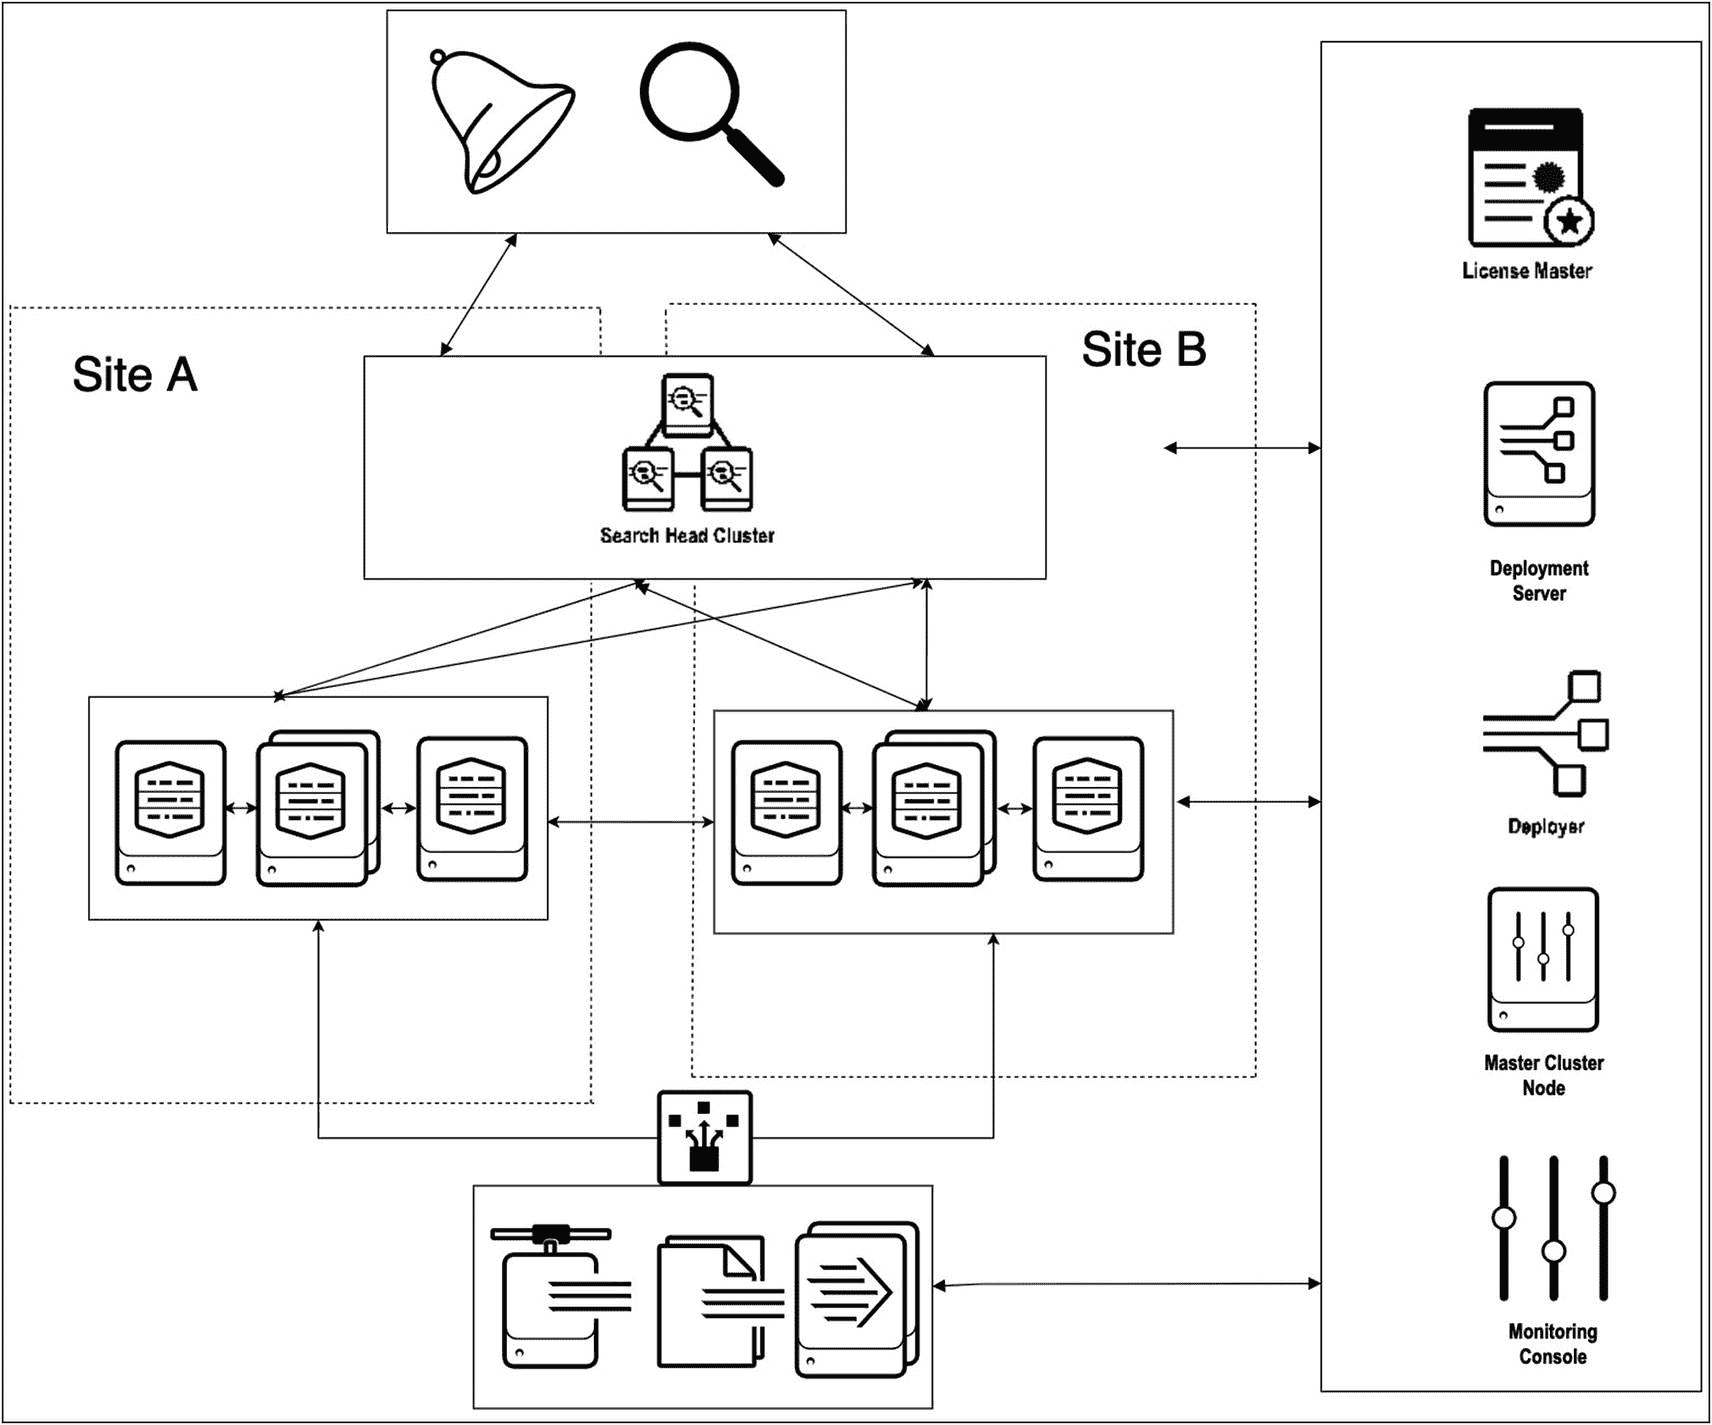 Site A
Site B
Search Head Cluster
License Master
Deployment
Server
Deployer
Master Cluster
Node
Monitoring
Console